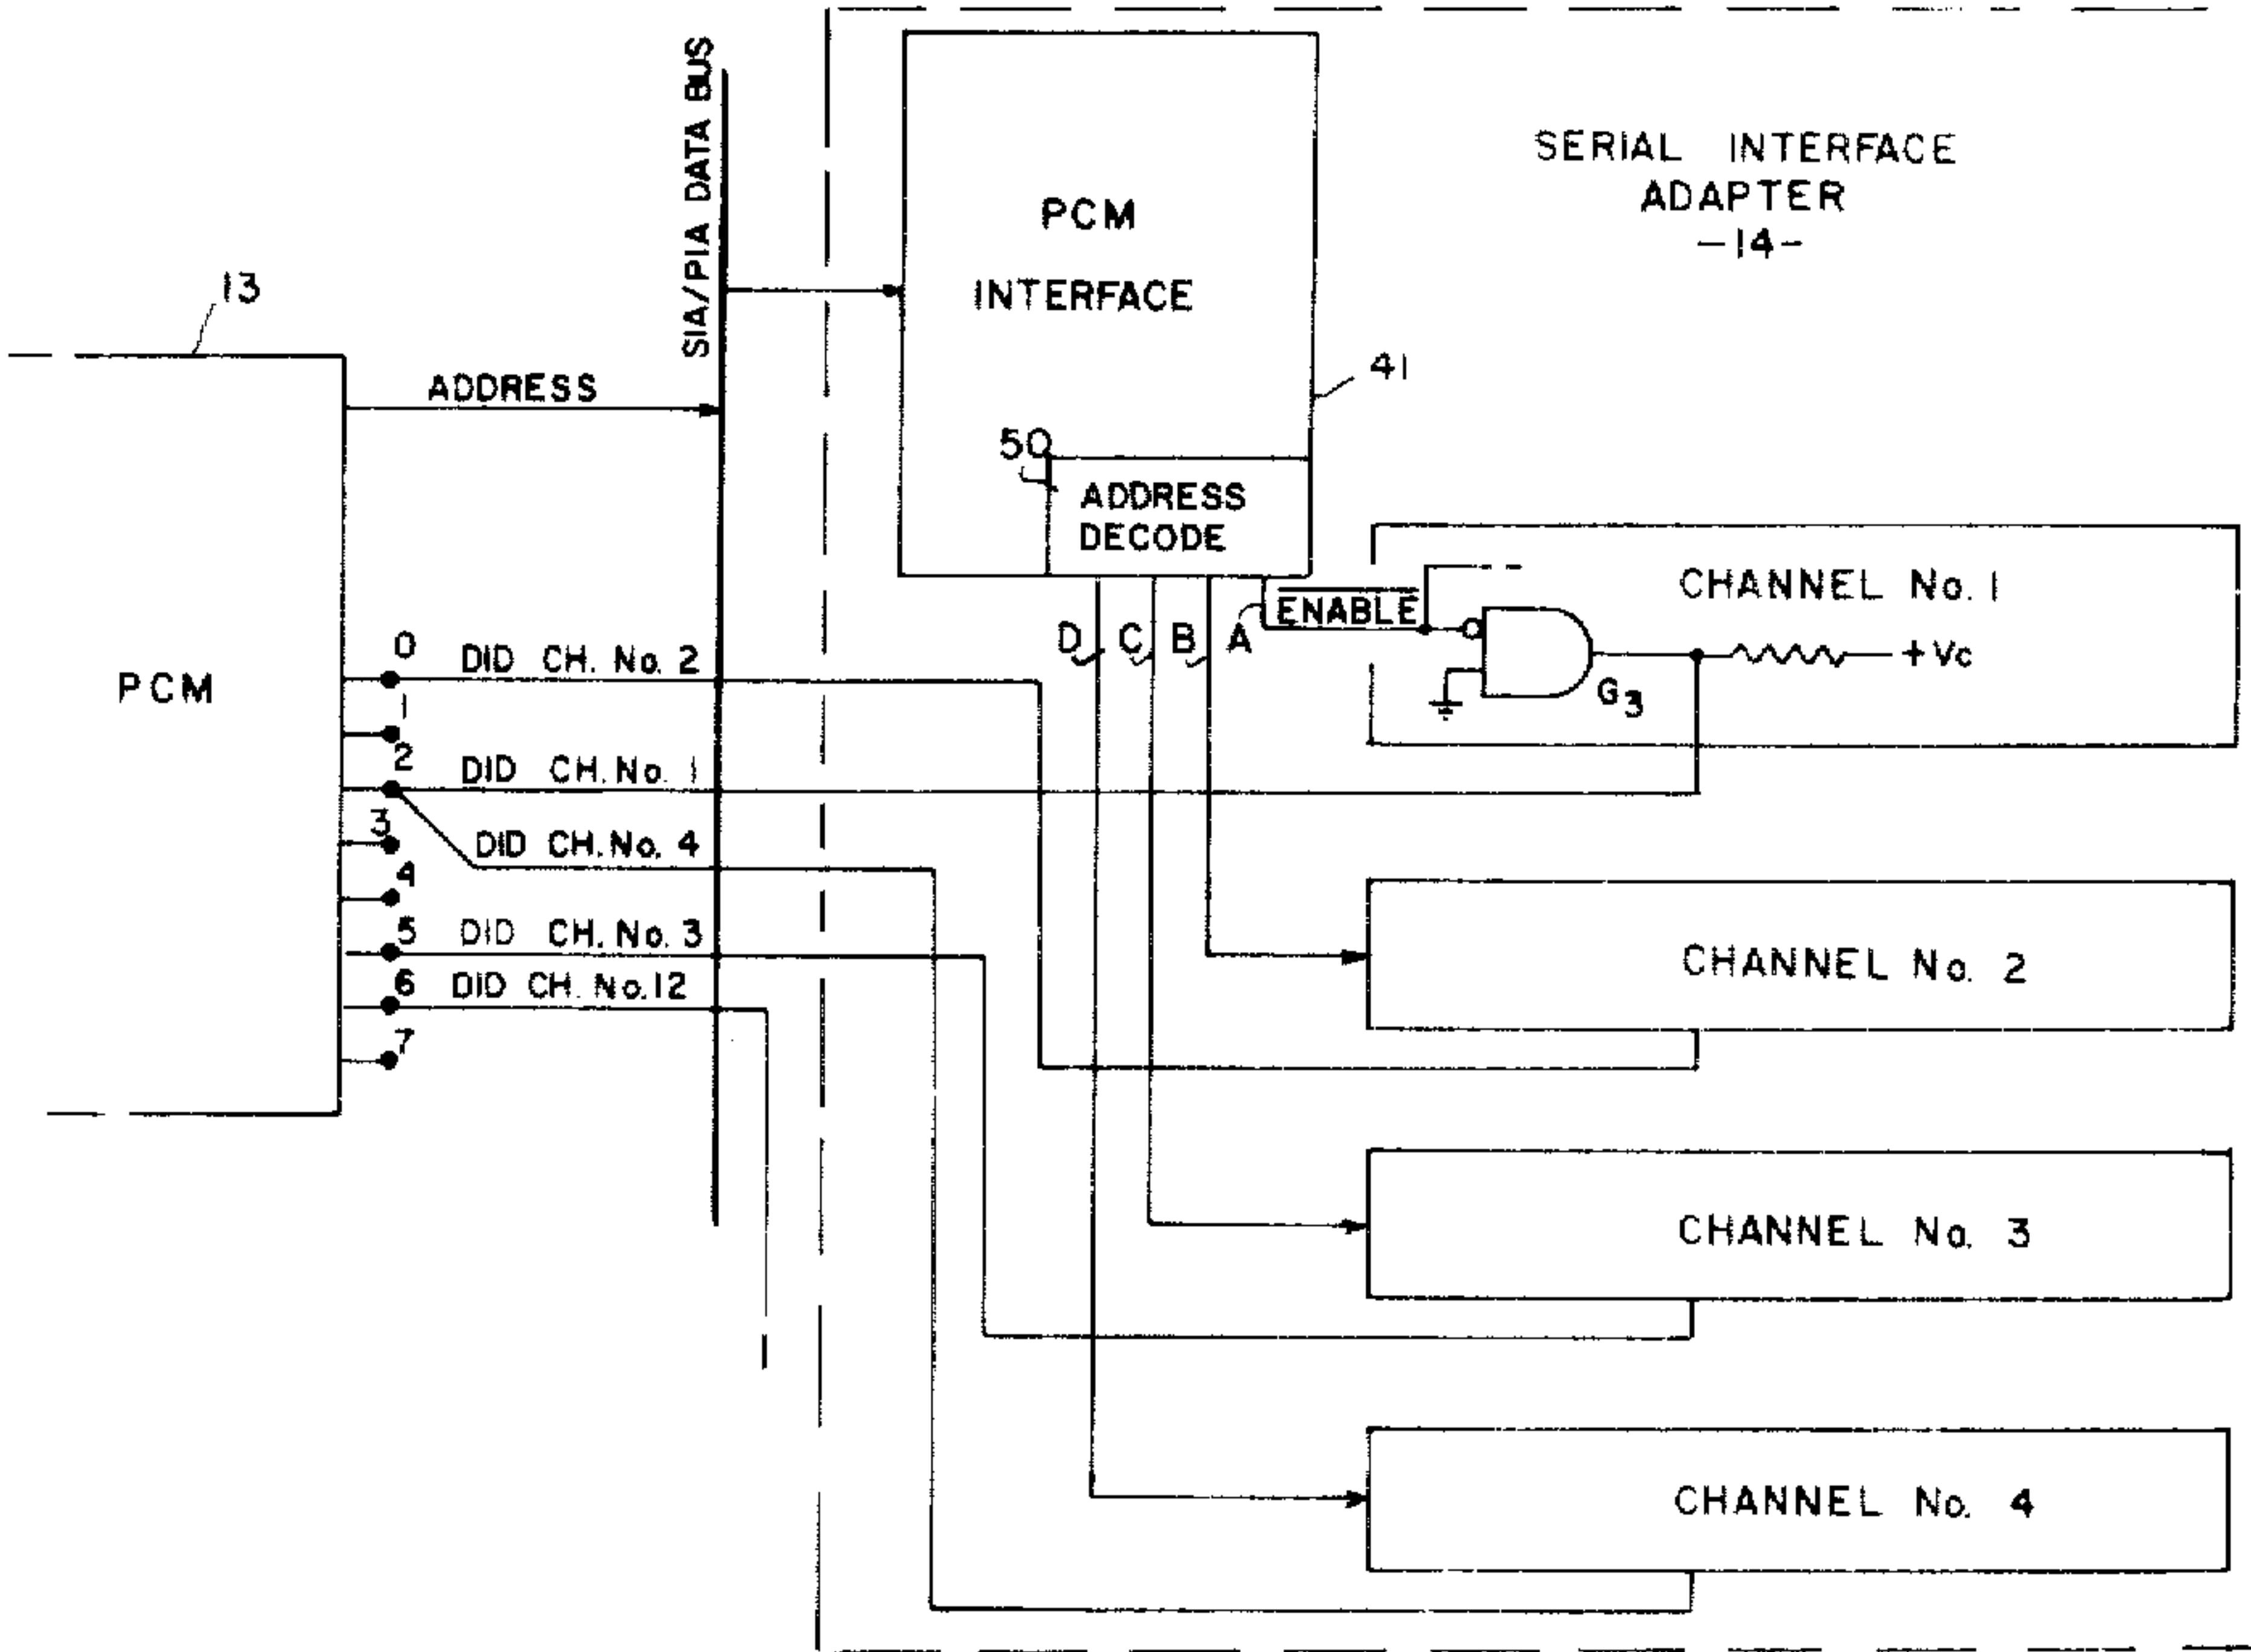 SERIAL INTERFACE
ADAPTER
-14-
SIA/PIA DATA BUS
PCM
INTERFACE
41
50
ADDRESS
DECODE
13
ADDRESS
PCM
0
DID CH. No. 2
1
2
DID CH. No. 1
3
DID CH. No. 4
4
5
DID CH. No. 3
6
DID CH. No. 12
7
D
C
B
A
ENABLE
CHANNEL No. 1
G3
+Vc
CHANNEL No. 2
CHANNEL No. 3
CHANNEL No. 4